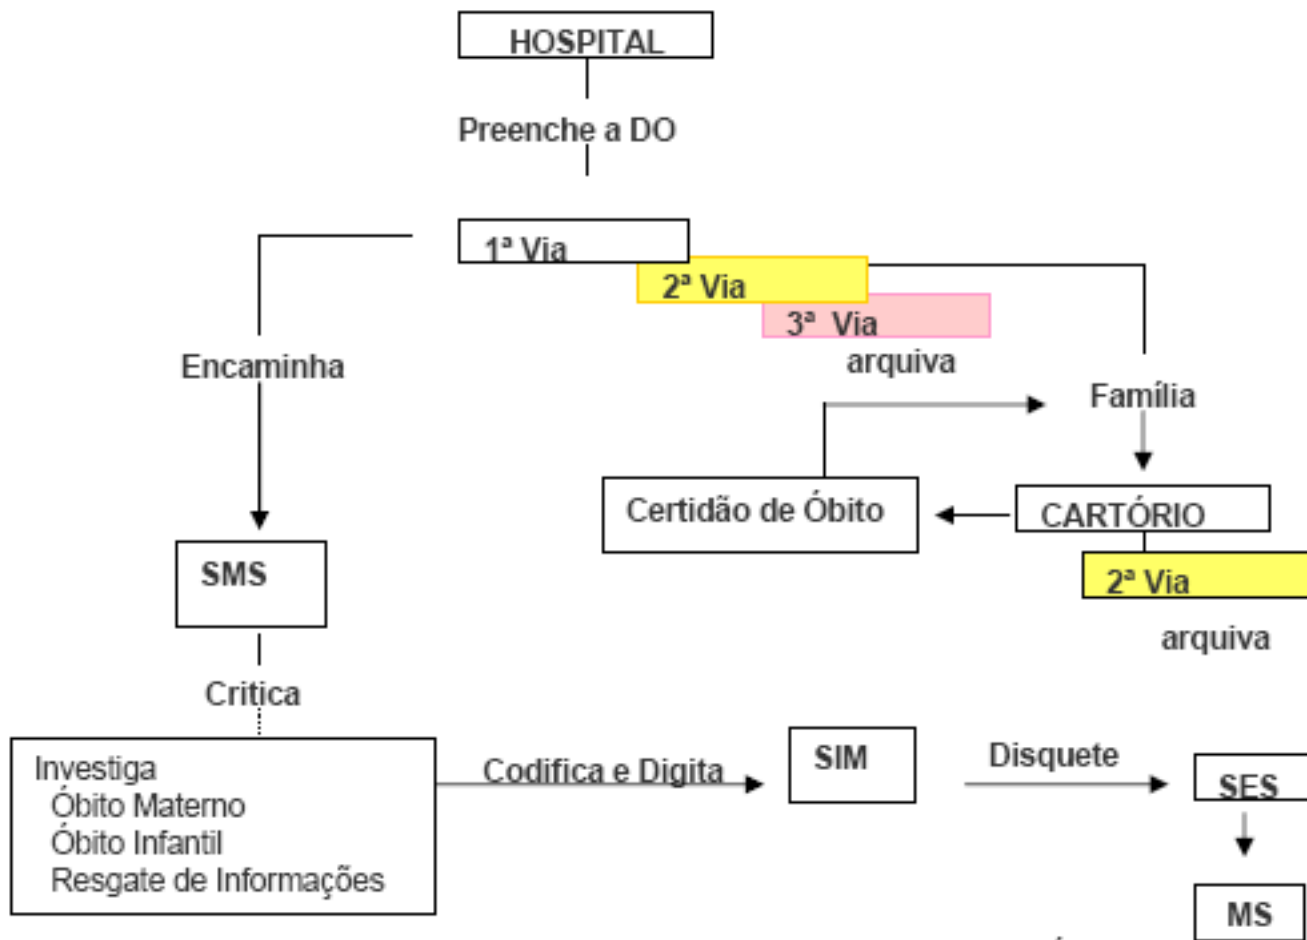 HOSPITAL
Preenche a DO
1ª Via
2ª Via
3ª Via
arquiva
Encaminha
Família
Certidão de Óbito
CARTÓRIO
2ª Via
arquiva
SMS
Critica
Investiga
Óbito Materno
Óbito Infantil
Resgate de Informações
Codifica e Digita
SIM
Disquete
SES
MS